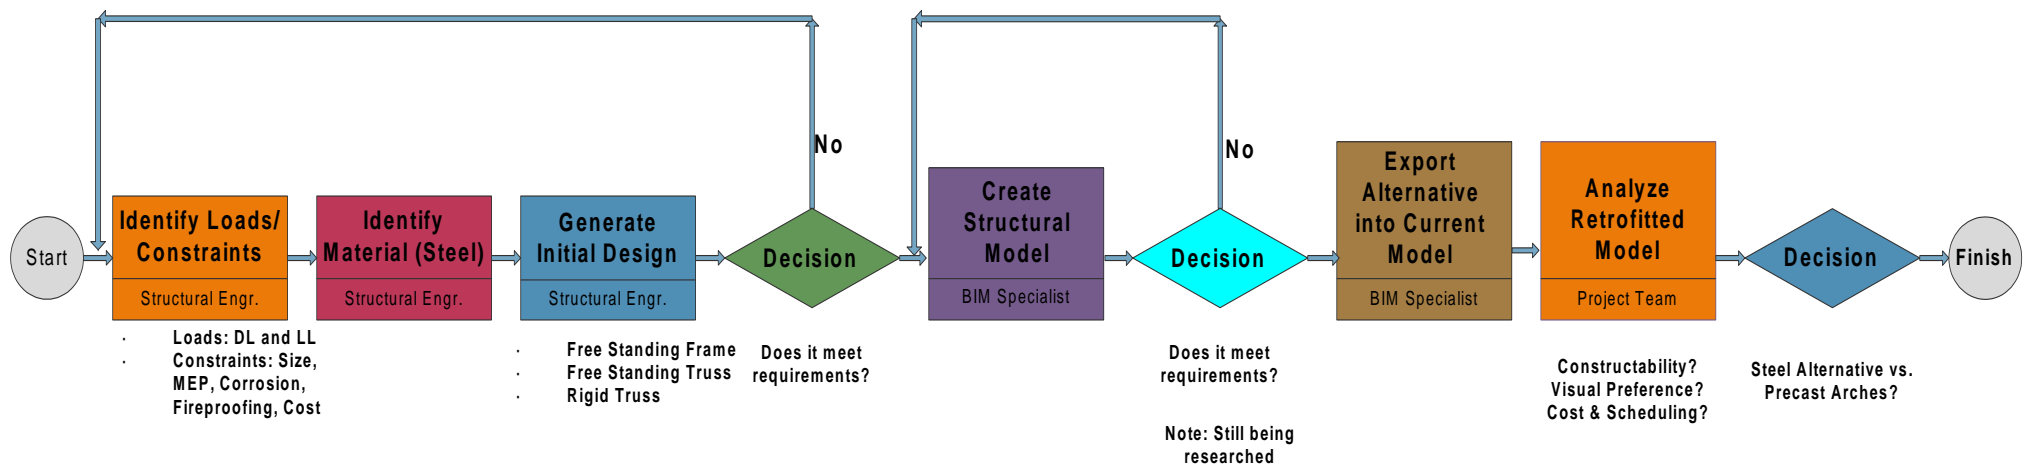 Start
Identify Loads/
Constraints
Structural Engr.
· Loads: DL and LL
· Constraints: Size,
MEP, Corrosion,
Fireproofing, Cost
Identify
Material (Steel)
Structural Engr.
Generate
Initial Design
Structural Engr.
· Free Standing Frame
· Free Standing Truss
· Rigid Truss
No
Decision
Does it meet
requirements?
Create
Structural
Model
BIM Specialist
No
Decision
Does it meet
requirements?
Note: Still being
researched
Export
Alternative
into Current
Model
BIM Specialist
Analyze
Retrofitted
Model
Project Team
Constructability?
Visual Preference?
Cost & Scheduling?
Decision
Steel Alternative vs.
Precast Arches?
Finish